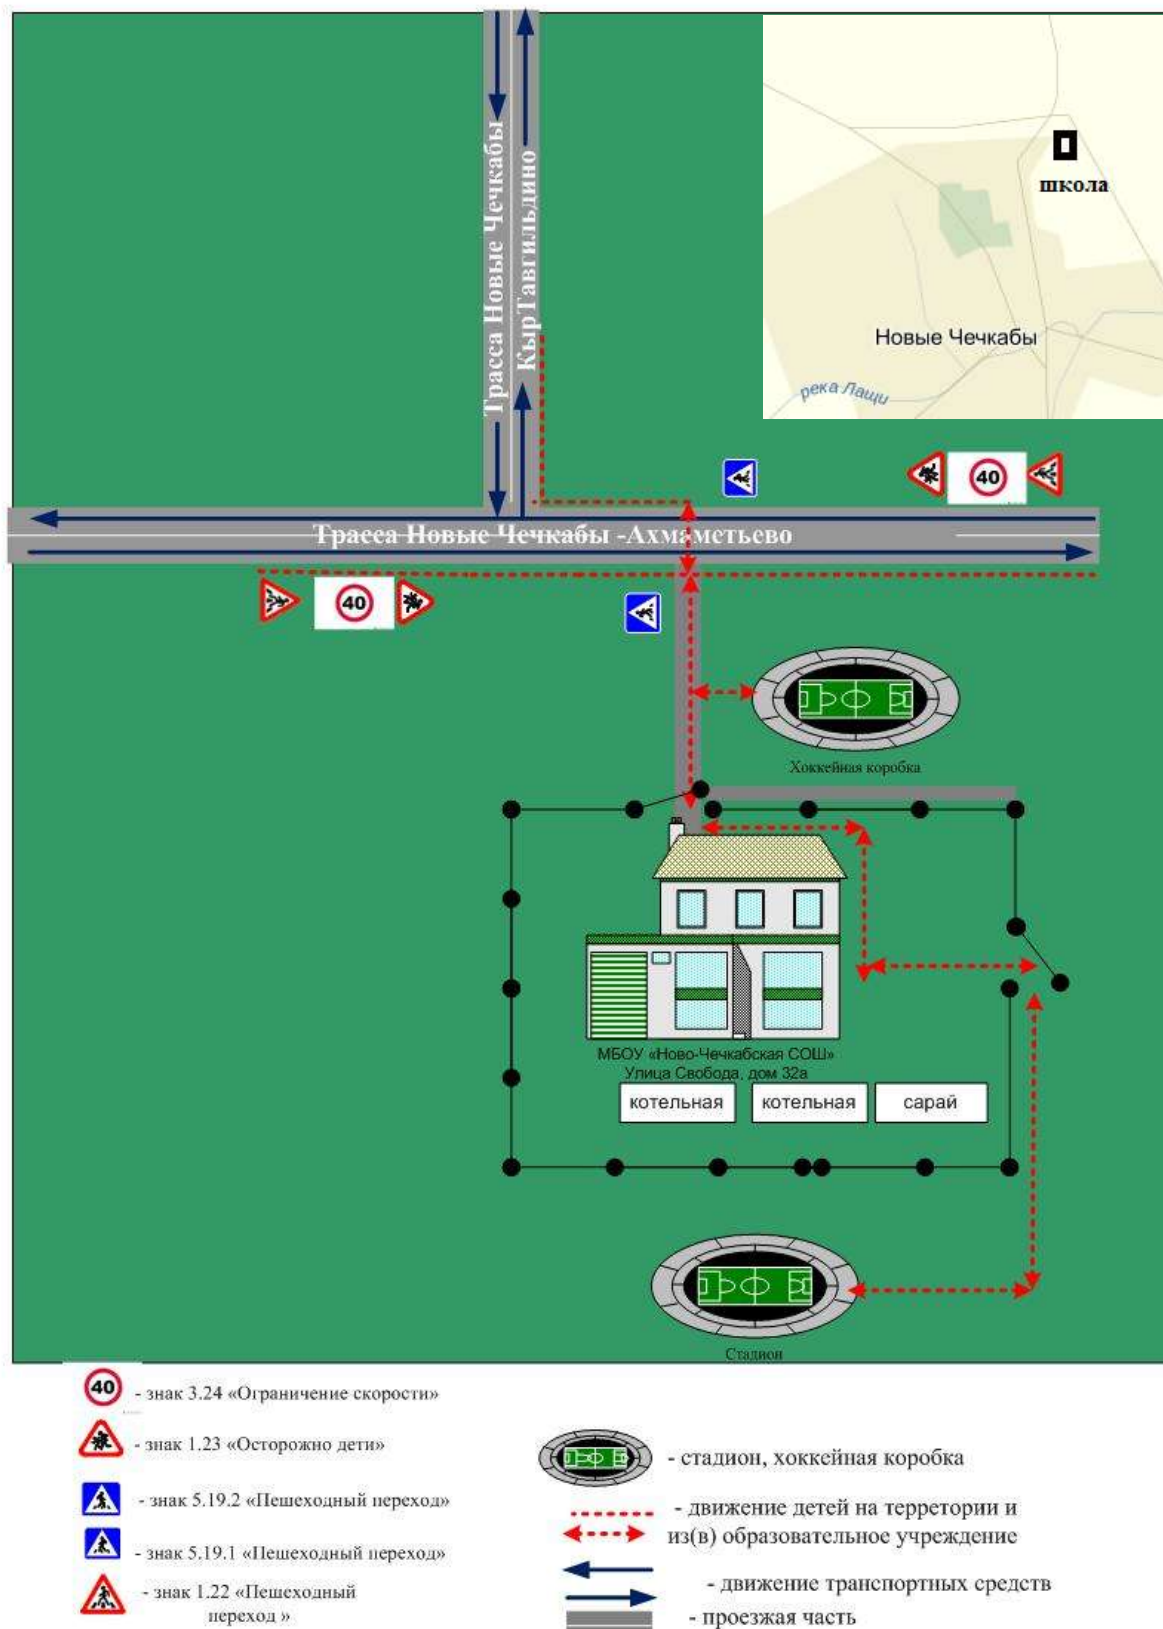 школа
Новые Чечкабы
река Лащи
Трасса Новые Чечкабы
КырТавгильдино
40
Трасса Новые Чечкабы -Ахмаметьево
40
Хоккейная коробка
МБОУ «Ново-Чечкабская СОШ»
Улица Свобода, дом 32а
котельная
котельная
сарай
Стадион
40 - знак 3.24 «Ограничение скорости»
- знак 1.23 «Осторожно дети»
- знак 5.19.2 «Пешеходный переход»
- знак 5.19.1 «Пешеходный переход»
- знак 1.22 «Пешеходный
переход »
- стадион, хоккейная коробка
- движение детей на территории и
из(в) образовательное учреждение
- движение транспортных средств
- проезжая часть